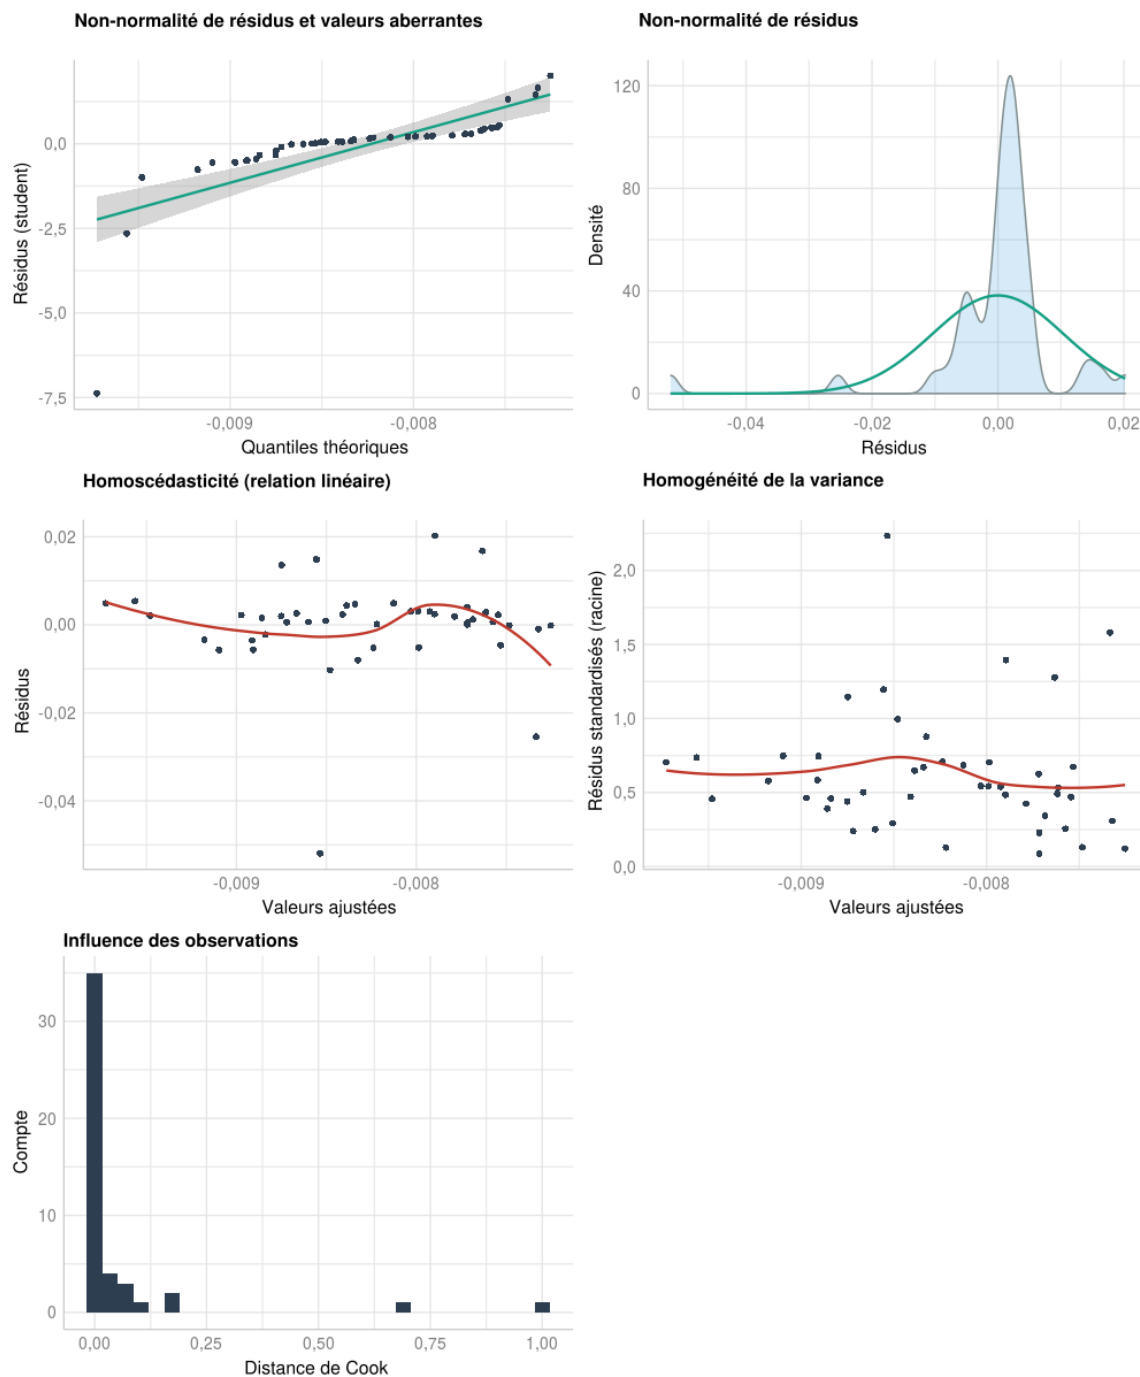 Non-normalité de résidus et valeurs aberrantes
Résidus (student)
0,0
-2,5
-5,0
-7,5
-0,009
-0,008
Quantiles théoriques
Non-normalité de résidus
Densité
120
80
40
0
-0,04
-0,02
0,00
0,02
Résidus
Homoscédasticité (relation linéaire)
Résidus
0,02
0,00
-0,02
-0,04
-0,009
-0,008
Valeurs ajustées
Homogénéité de la variance
Résidus standardisés (racine)
2,0
1,5
1,0
0,5
0,0
-0,009
-0,008
Valeurs ajustées
Influence des observations
Compte
30
20
10
0
0,00
0,25
0,50
0,75
1,00
Distance de Cook